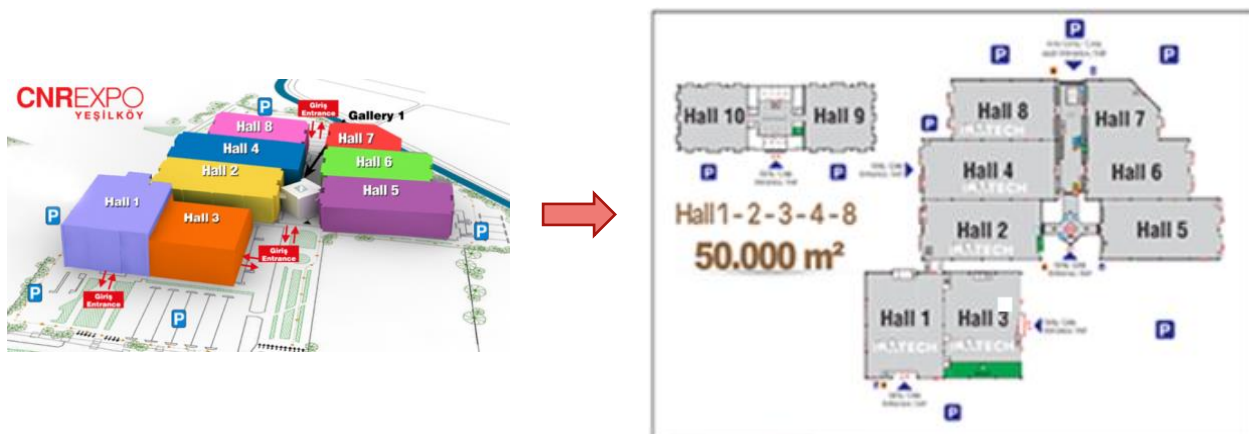 CNREXPO
YEŞİLKÖY
P
Giriş
Entrance
Gallery 1
Hall 8
Hall 7
Hall 4
Hall 6
Hall 2
Hall 5
Hall 1
Hall 3
P
P
Giriş
Entrance
P
Giriş
Entrance
P
P
P
P
Hall 10
Hall 9
Hall 8
Hall 7
P
P
P
Hall 4
Hall 6
Hall 1 - 2 - 3 - 4 - 8
50.000 m²
Hall 2
Hall 5
Hall 1
Hall 3
P
P